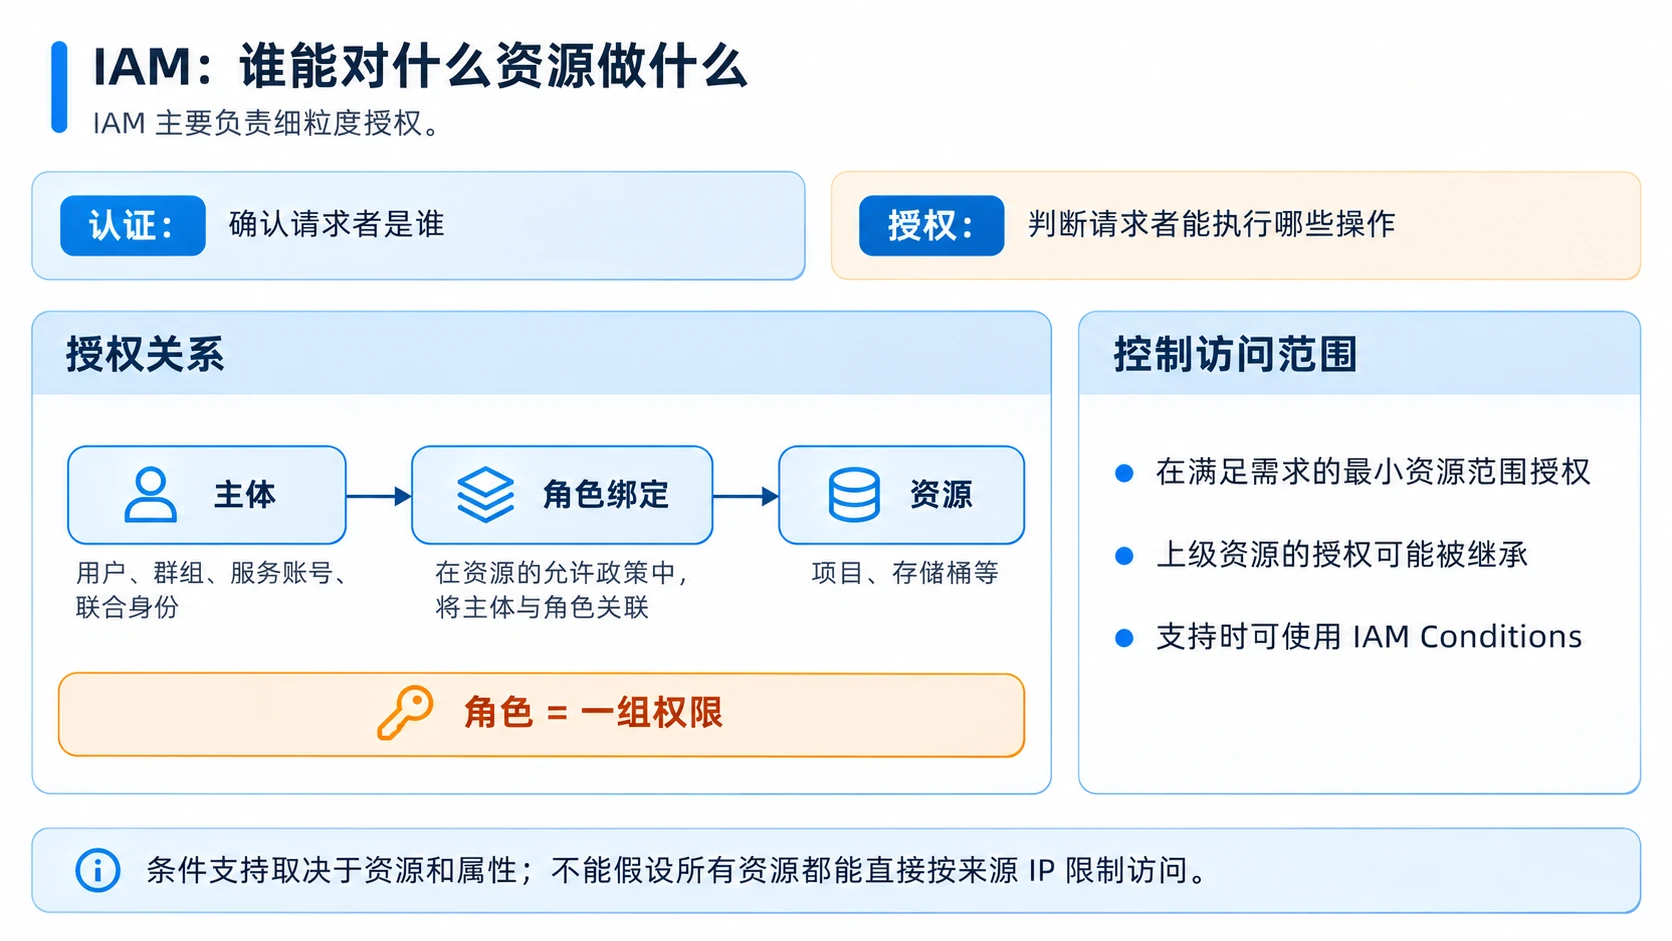 IAM：谁能对什么资源做什么
IAM 主要负责细粒度授权。
认证：
确认请求者是谁
授权：
判断请求者能执行哪些操作
授权关系
主体
用户、群组、服务账号、
联合身份
角色绑定
在资源的允许政策中，
将主体与角色关联
资源
项目、存储桶等
角色 = 一组权限
控制访问范围
在满足需求的最小资源范围授权
上级资源的授权可能被继承
支持时可使用 IAM Conditions
条件支持取决于资源和属性；不能假设所有资源都能直接按来源 IP 限制访问。